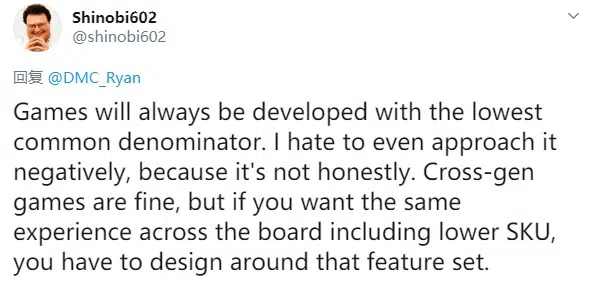 Shinobi602
@shinobi602
回复 @DMC_Ryan
Games will always be developed with the lowest
common denominator. I hate to even approach it
negatively, because it's not honestly. Cross-gen
games are fine, but if you want the same
experience across the board including lower SKU,
you have to design around that feature set.